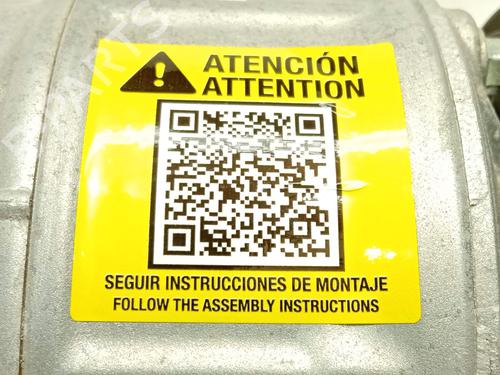 ATENCIÓN
ATTENTION
SEGUIR INSTRUCCIONES DE MONTAJE
FOLLOW THE ASSEMBLY INSTRUCTIONS